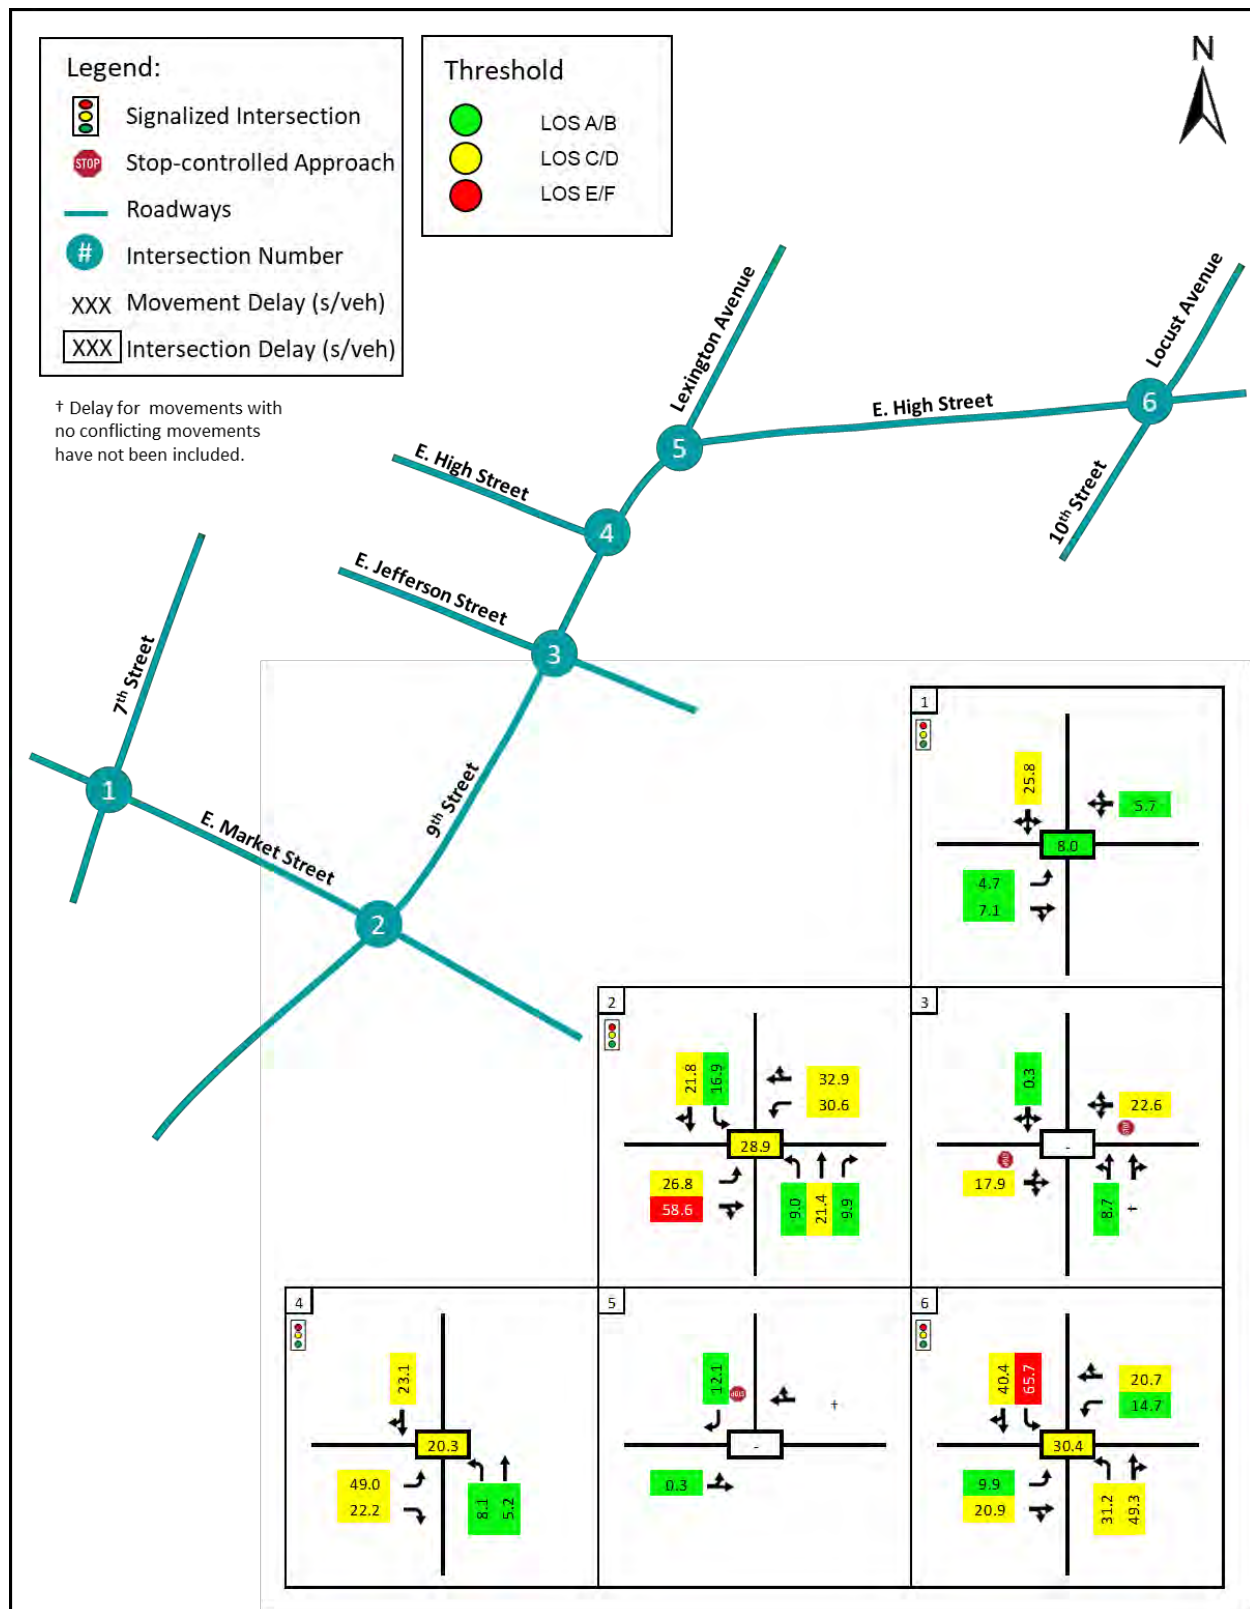 N
Legend:
Signalized Intersection
STOP Stop-controlled Approach
Roadways
# Intersection Number
XXX Movement Delay (s/veh)
XXX Intersection Delay (s/veh)
Threshold
LOS A/B
LOS C/D
LOS E/F
† Delay for movements with
no conflicting movements
have not been included.
Lexington Avenue
Locust Avenue
E. High Street
10th Street
E. High Street
E. Jefferson Street
7th Street
9th Street
E. Market Street
6
5
4
3
1
2
1
25.8
5.7
8.0
4.7
7.1
2
21.8
16.9
32.9
30.6
28.9
26.8
58.6
9.0
21.4
9.9
3
0.3
22.6
STOP
-
STOP
17.9
8.7
†
4
23.1
20.3
49.0
22.2
8.1
5.2
5
12.1
STOP
†
-
0.3
6
40.4
65.7
20.7
14.7
30.4
9.9
20.9
31.2
49.3